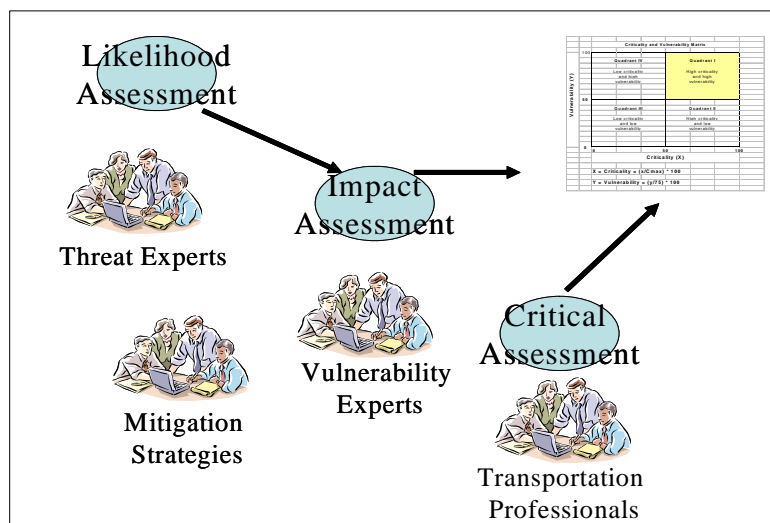 Likelihood
Assessment
Threat Experts
Mitigation
Strategies
Impact
Assessment
Vulnerability
Experts
Critical
Assessment
Transportation
Professionals
Criticality and Vulnerability Matrix
Vulnerability (Y)
100
50
0
Quadrant IV
Low criticality
and high
vulnerability
Quadrant I
High criticality
and high
vulnerability
Quadrant III
Low criticality
and low
vulnerability
Quadrant II
High criticality
and low
vulnerability
0 50 100
Criticality (X)
X = Criticality = (x/Cmax) * 100
Y = Vulnerability = (y/75) * 100